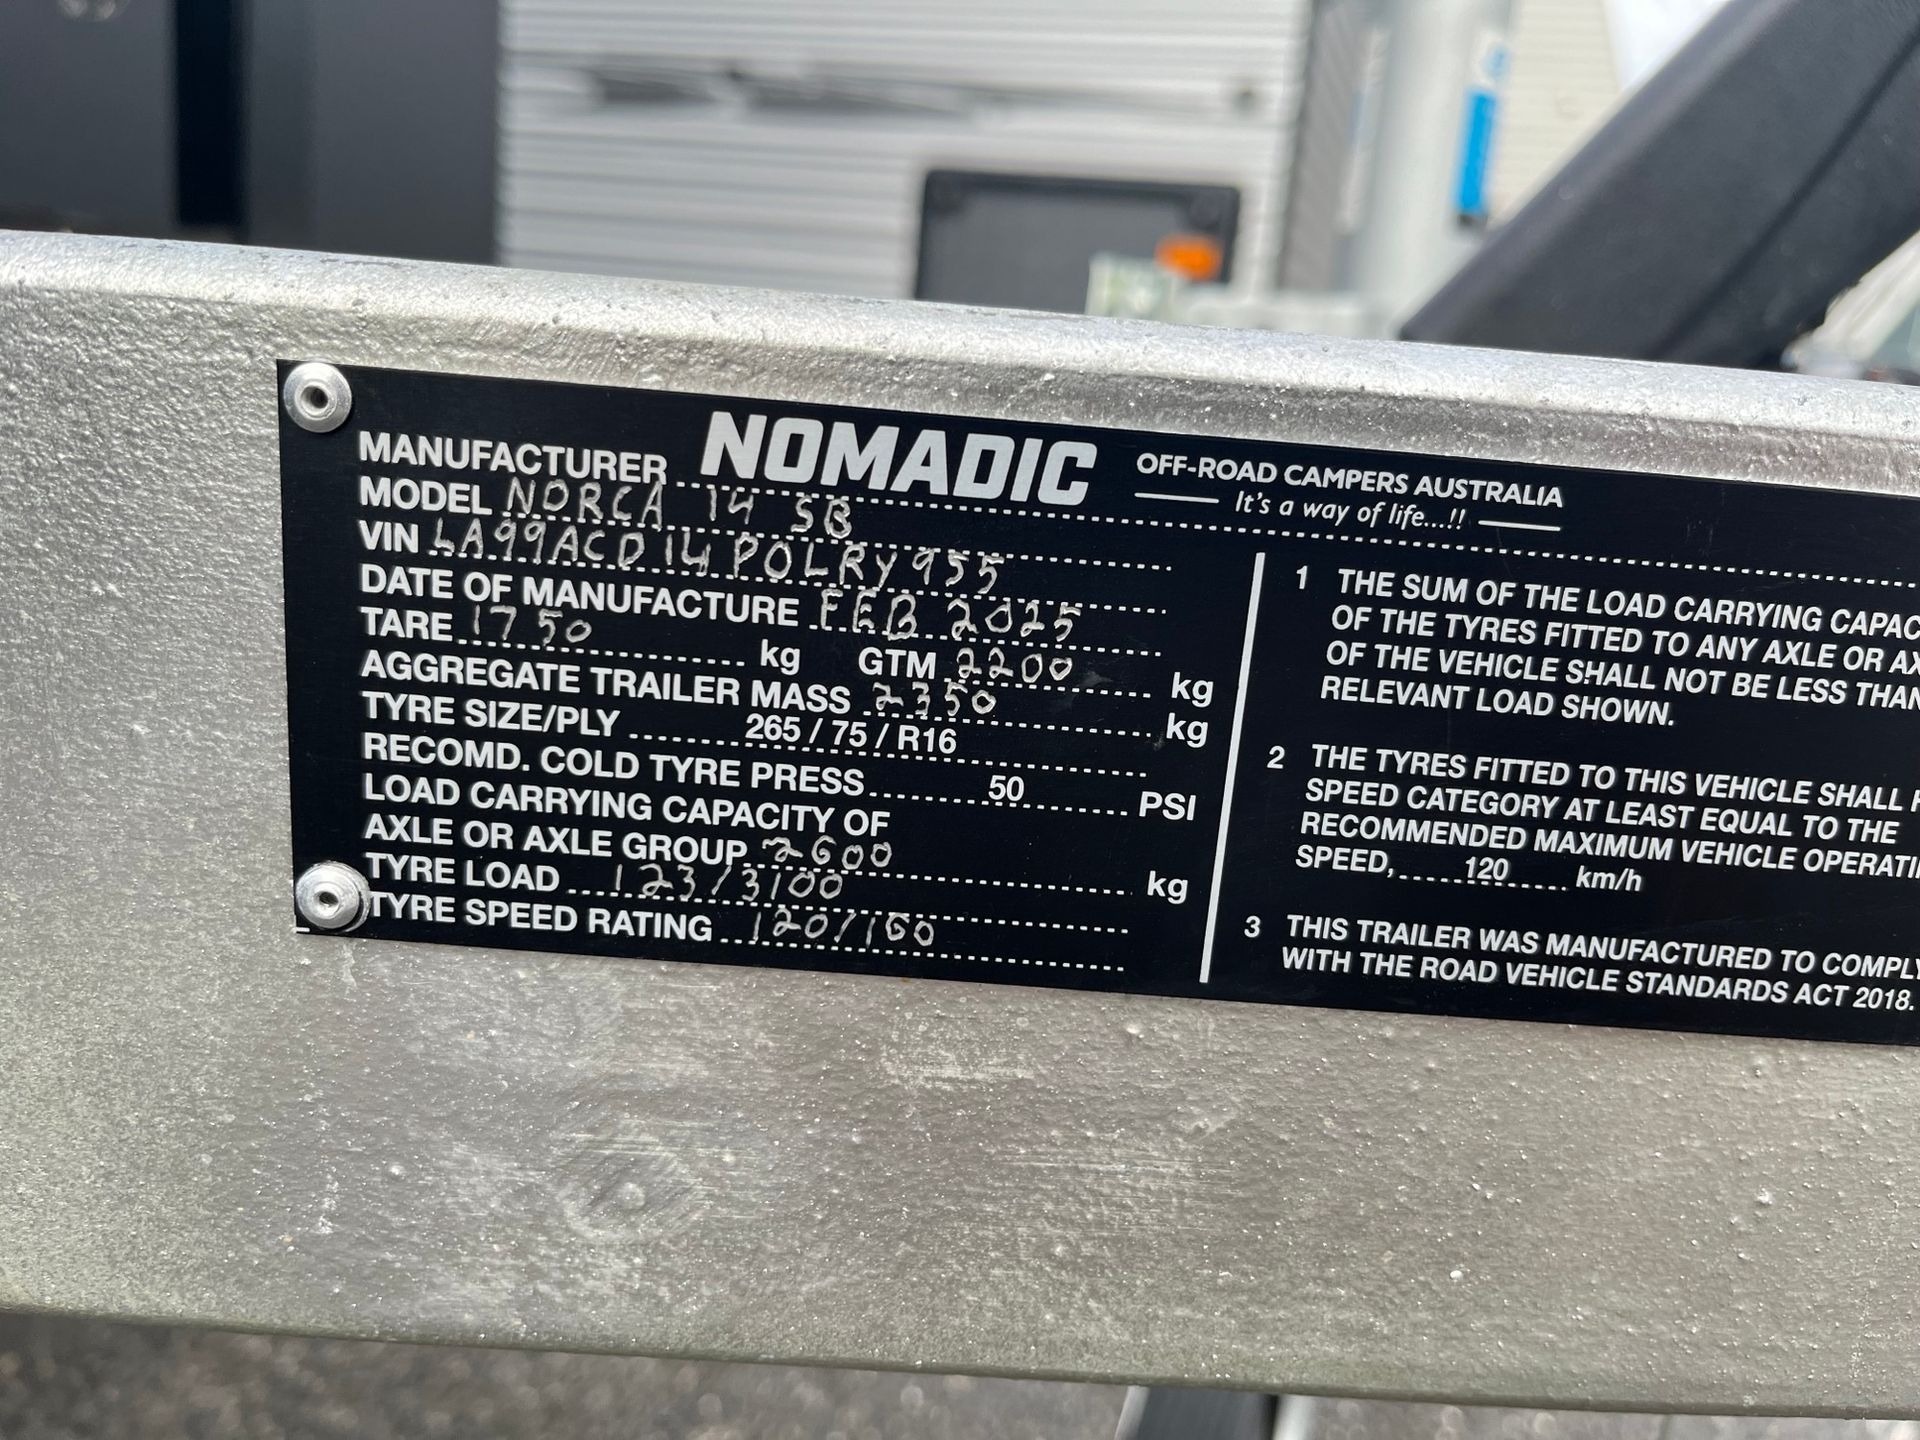 MANUFACTURER NOMADIC OFF-ROAD CAMPERS AUSTRALIA
It's a way of life...!!
MODEL NORCA 14 SB
VIN LA99ACD14POLRY955
DATE OF MANUFACTURE FEB 2025
TARE 1750 kg GTM 2200 kg
AGGREGATE TRAILER MASS 2350 kg
TYRE SIZE/PLY 265 / 75 / R16
RECOMD. COLD TYRE PRESS 50 PSI
LOAD CARRYING CAPACITY OF
AXLE OR AXLE GROUP 2600 kg
TYRE LOAD 123/3100
TYRE SPEED RATING 120/160
1 THE SUM OF THE LOAD CARRYING CAPAC
OF THE TYRES FITTED TO ANY AXLE OR AX
OF THE VEHICLE SHALL NOT BE LESS THAN
RELEVANT LOAD SHOWN.
2 THE TYRES FITTED TO THIS VEHICLE SHALL
SPEED CATEGORY AT LEAST EQUAL TO THE
RECOMMENDED MAXIMUM VEHICLE OPERATI
SPEED, 120 km/h
3 THIS TRAILER WAS MANUFACTURED TO COMPLY
WITH THE ROAD VEHICLE STANDARDS ACT 2018.